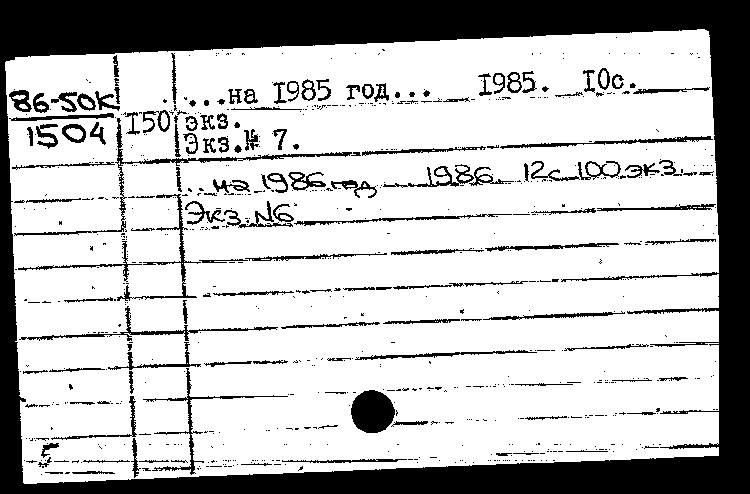 ...на 1985 год... 1985. 10с.
86-50К
1504 150 экз.
Экз.№ 7.
...на 1986 год 1986. 12с 100 экз.
Экз. №6
5